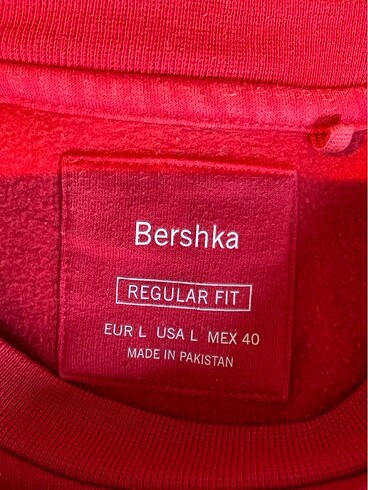 Bershka
REGULAR FIT
EUR L USA L MEX 40
MADE IN PAKISTAN